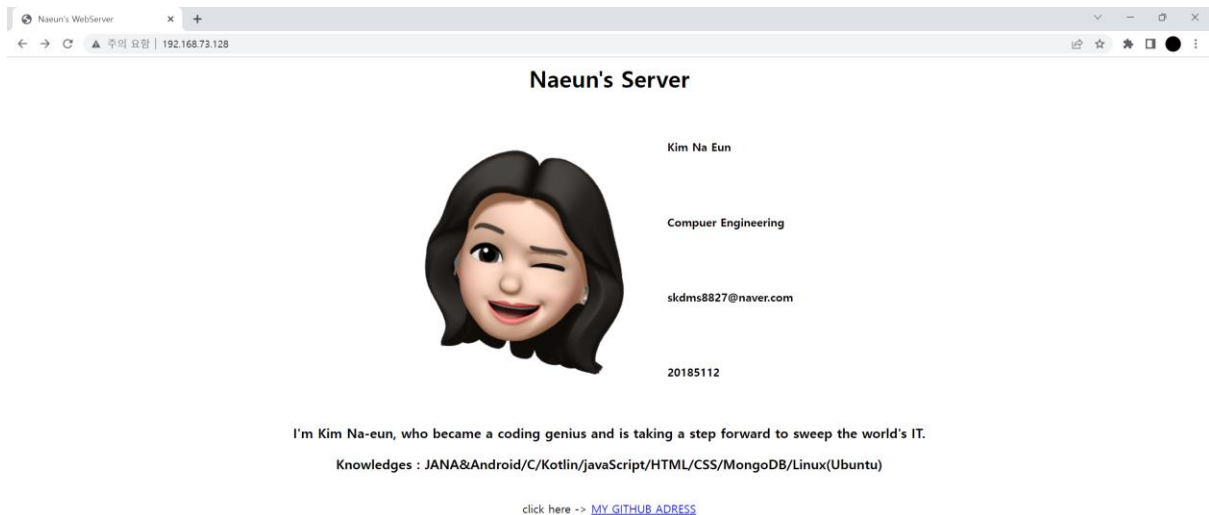 Naeun's WebServer
주의 요함 | 192.168.73.128
Naeun's Server
Kim Na Eun
Compuer Engineering
skdms8827@naver.com
20185112
I'm Kim Na-eun, who became a coding genius and is taking a step forward to sweep the world's IT.
Knowledges : JANA&Android/C/Kotlin/javaScript/HTML/CSS/MongoDB/Linux(Ubuntu)
click here -> MY GITHUB ADRESS